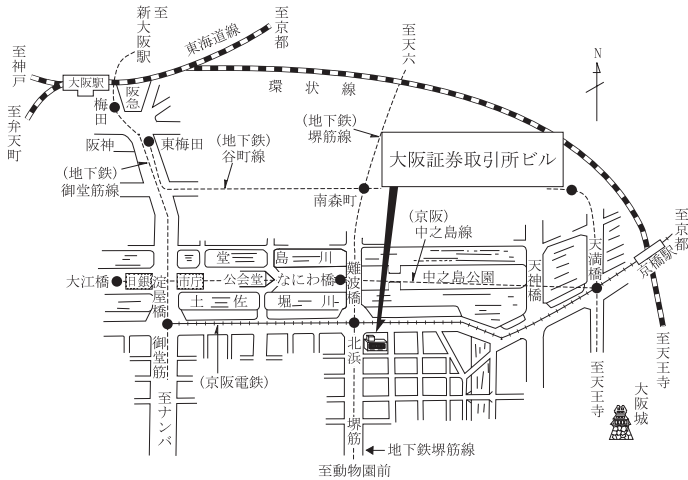 至新大阪駅
至京都
東海道線
至天六
N
至神戸
大阪駅
阪急
環状線
至弁天町
梅田
(地下鉄)堺筋線
阪神
東梅田
(地下鉄)谷町線
大阪証券取引所ビル
(地下鉄)御堂筋線
南森町
(京阪)中之島線
至京都
京橋駅
堂島川
難波橋
天神橋
天満橋
大江橋
日銀
淀屋橋
市庁
公会堂
なにわ橋
中之島公園
土佐堀川
御堂筋
北浜
(京阪電鉄)
至ナンバ
堺筋
地下鉄堺筋線
至動物園前
至天王寺
至天王寺
大阪城